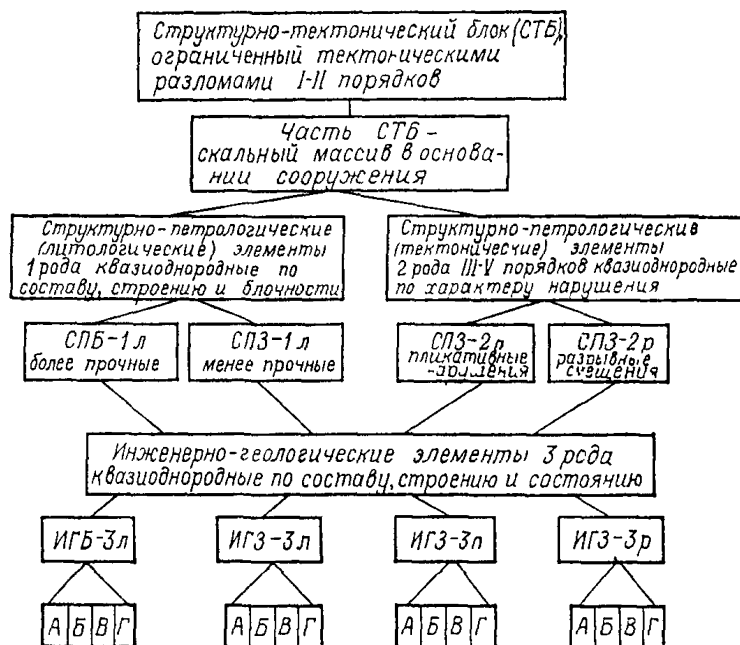 Структурно-тектонический блок (СТБ),
ограниченный тектоническими
разломами I-II порядков
Часть СТБ –
скальный массив в основа-
нии сооружения
Структурно-петрологические
(литологические) элементы
1 рода квазиоднородные по
составу, строению и блочности
Структурно-петрологические
(тектонические) элементы
2 рода III-V порядков квазиоднородные
по характеру нарушения
СПБ-1л
более прочные
СПЗ-1л
менее прочные
СПЗ-2п
пликативные
СПЗ-2р
разрывные
смещения
Инженерно-геологические элементы 3 рода
квазиоднородные по составу, строению и состоянию
ИГБ-3л
ИГЗ-3л
ИГЗ-3п
ИГЗ-3р
А Б В Г
А Б В Г
А Б В Г
А Б В Г